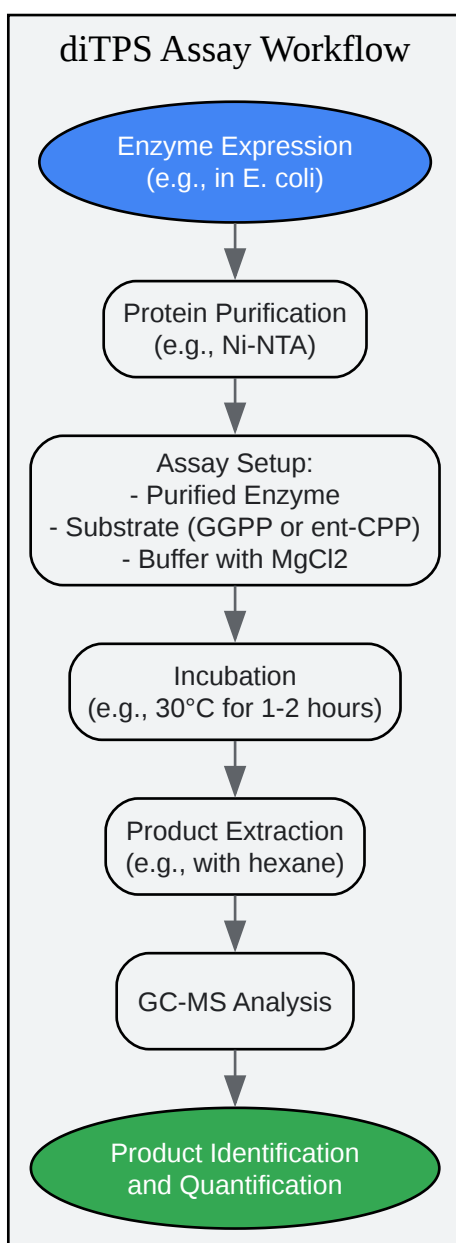 diTPS Assay Workflow
Enzyme Expression
(e.g., in E. coli)
Protein Purification
(e.g., Ni-NTA)
Assay Setup:
- Purified Enzyme
- Substrate (GGPP or ent-CPP)
- Buffer with MgCl2
Incubation
(e.g., 30°C for 1-2 hours)
Product Extraction
(e.g., with hexane)
GC-MS Analysis
Product Identification
and Quantification